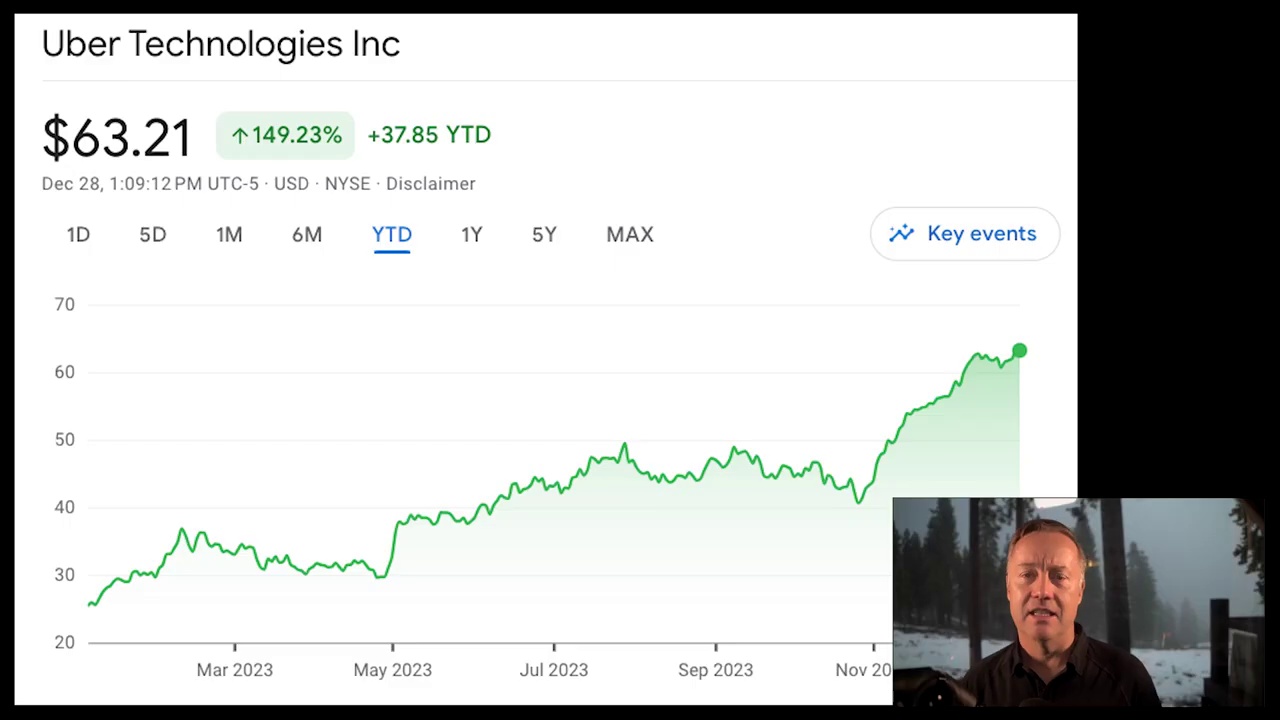 Uber Technologies Inc
$63.21 ↑149.23% +37.85 YTD
Dec 28, 1:09:12 PM UTC-5 · USD · NYSE · Disclaimer
1D 5D 1M 6M YTD 1Y 5Y MAX Key events
70
60
50
40
30
20
Mar 2023 May 2023 Jul 2023 Sep 2023 Nov 20